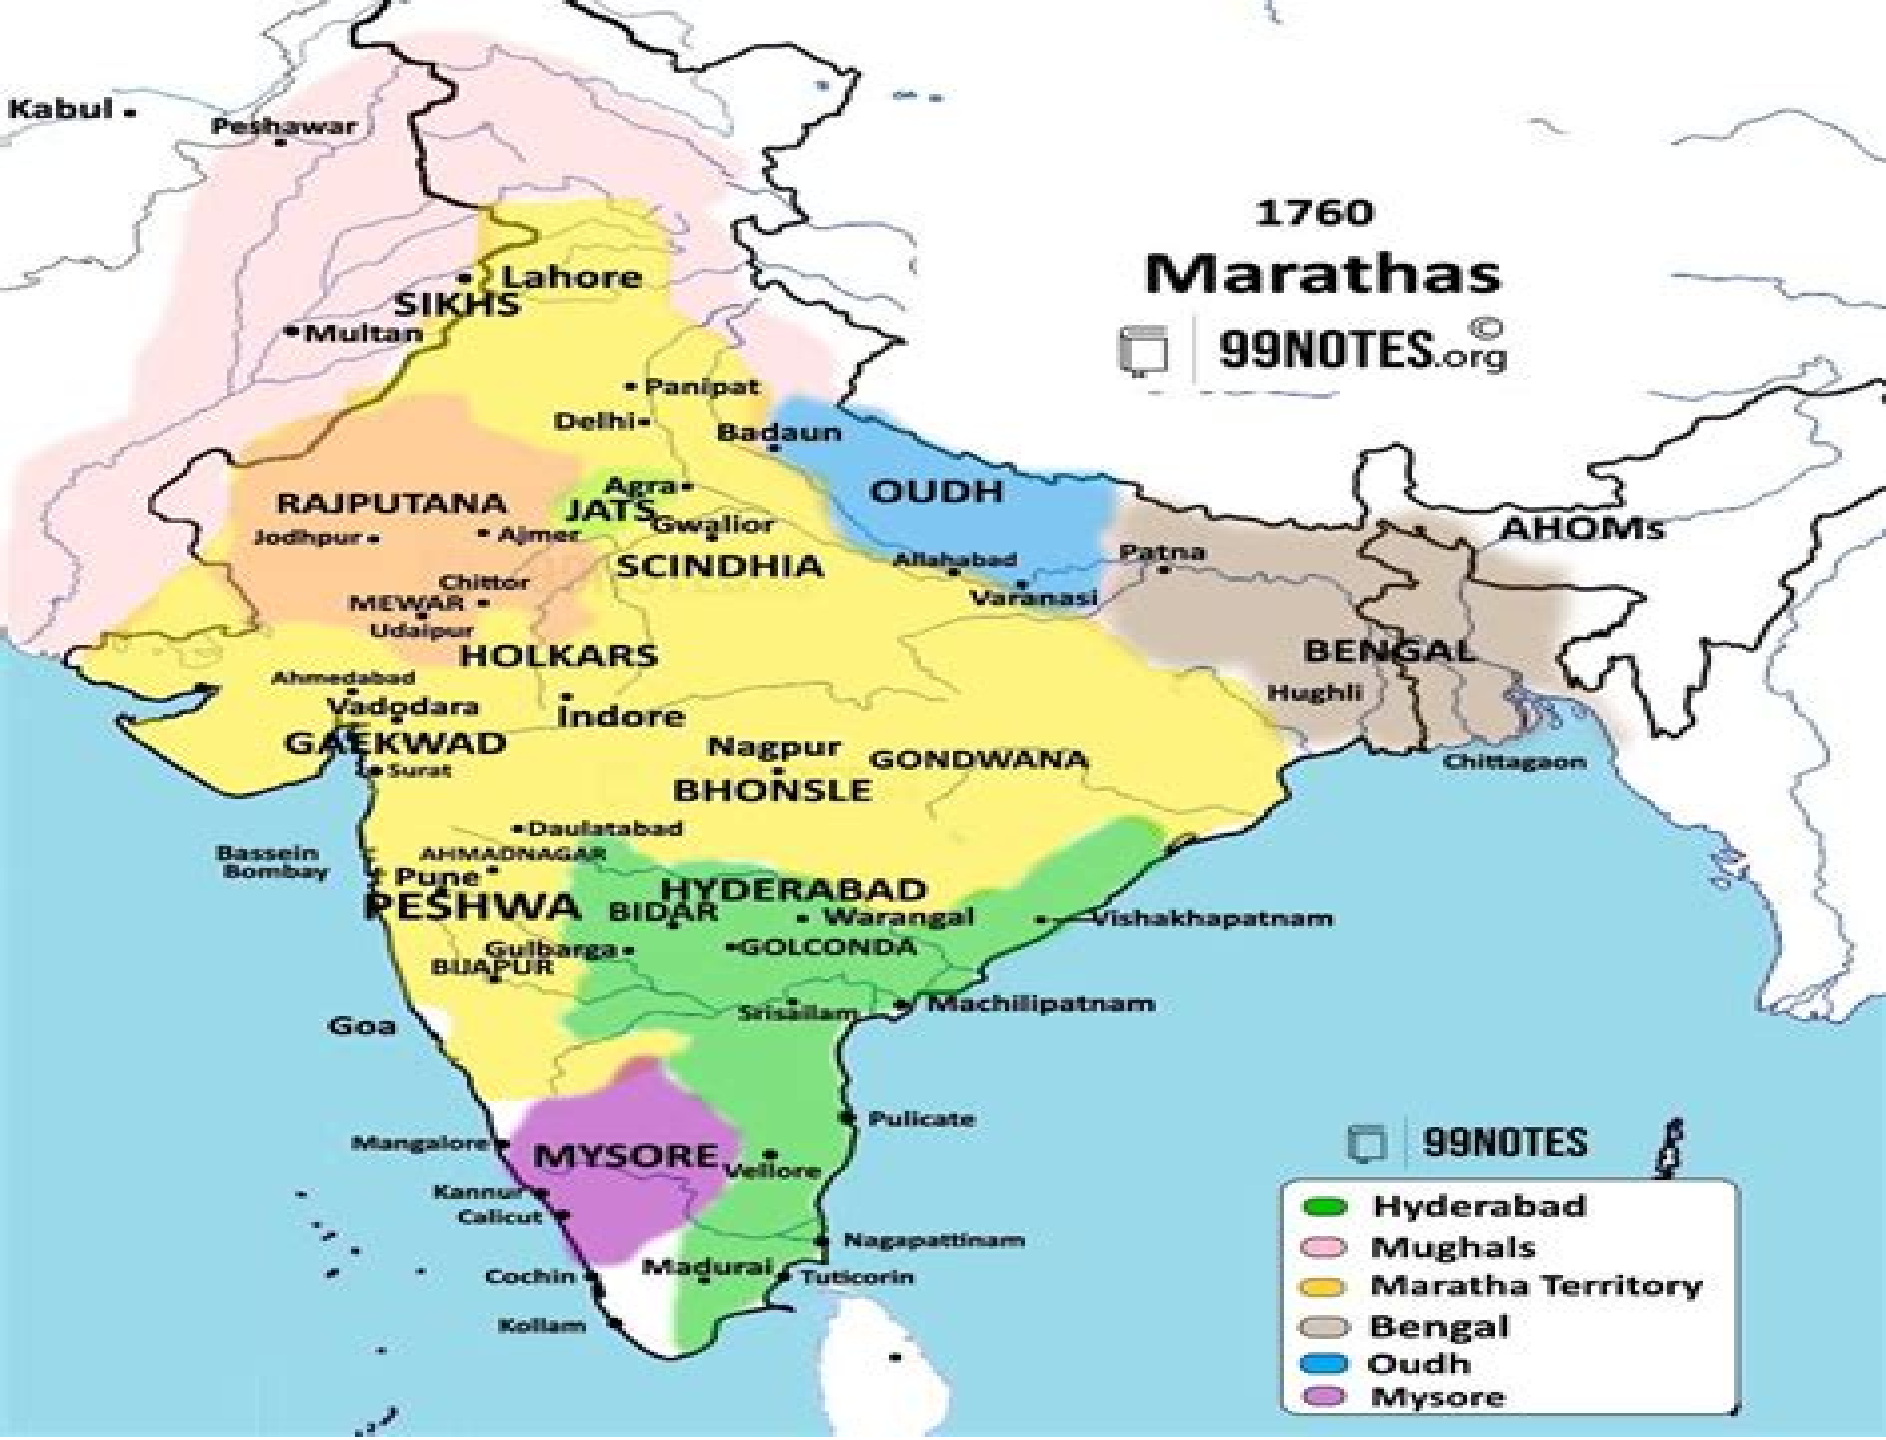 Kabul
Peshawar
1760
Marathas
99NOTES.org ©
Lahore
SIKHS
Multan
Panipat
Delhi
Badaun
OUDH
RAJPUTANA
Agra
JATS
Gwalior
Jodhpur
Ajmer
AHOMs
SCINDHIA
Allahabad
Patna
Chittor
MEWAR
Varanasi
Udaipur
HOLKARS
BENGAL
Ahmedabad
Hughli
Vadodara
Indore
GAEKWAD
Nagpur
GONDWANA
Surat
BHONSLE
Chittagaon
Daulatabad
Bassein
AHMADNAGAR
Bombay
Pune
PESHWA
HYDERABAD
BIDAR
Warangal
Vishakhapatnam
Gulbarga
GOLCONDA
BIJAPUR
Srisailam
Machilipatnam
Goa
Pulicate
Mangalore
MYSORE
Vellore
Kannur
Calicut
Nagapattinam
Cochin
Madurai
Tuticorin
Kollam
99NOTES
Hyderabad
Mughals
Maratha Territory
Bengal
Oudh
Mysore